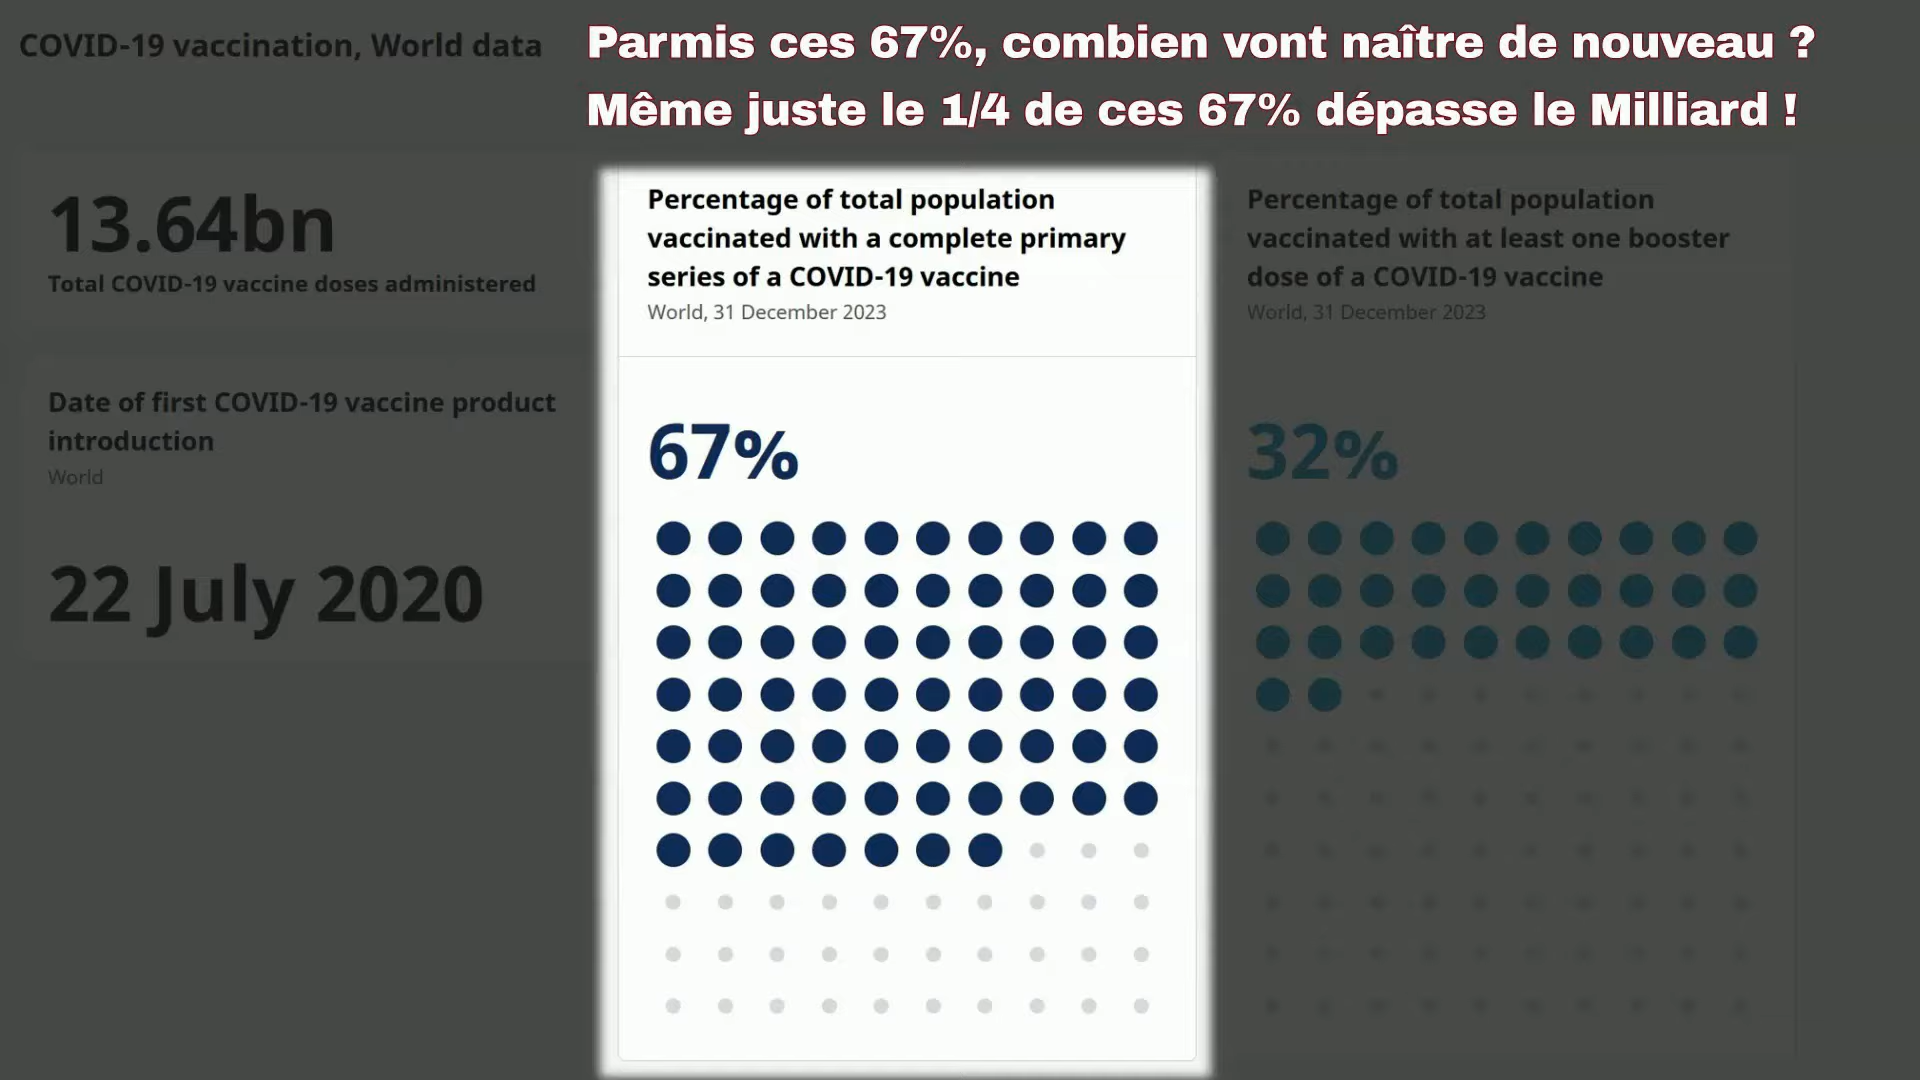 COVID-19 vaccination, World data
Parmis ces 67%, combien vont naître de nouveau ?
Même juste le 1/4 de ces 67% dépasse le Milliard !
13.64bn
Total COVID-19 vaccine doses administered
Date of first COVID-19 vaccine product
introduction
World
22 July 2020
Percentage of total population
vaccinated with a complete primary
series of a COVID-19 vaccine
World, 31 December 2023
67%
Percentage of total population
vaccinated with at least one booster
dose of a COVID-19 vaccine
World, 31 December 2023
32%